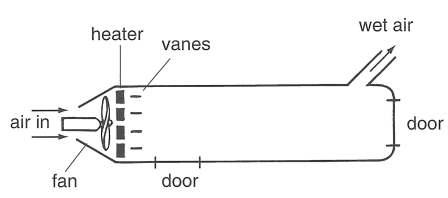 wet air
heater
vanes
air in
door
fan
door